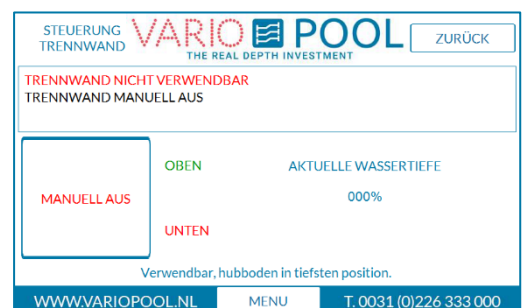 STEUERUNG
TRENNWAND
VARIO POOL
THE REAL DEPTH INVESTMENT
ZURÜCK
TRENNWAND NICHT VERWENDBAR
TRENNWAND MANUELL AUS
MANUELL AUS
OBEN
UNTEN
AKTUELLE WASSERTIEFE
000%
Verwendbar, hubboden in tiefsten position.
WWW.VARIOPOOL.NL
MENU
T. 0031 (0)226 333 000